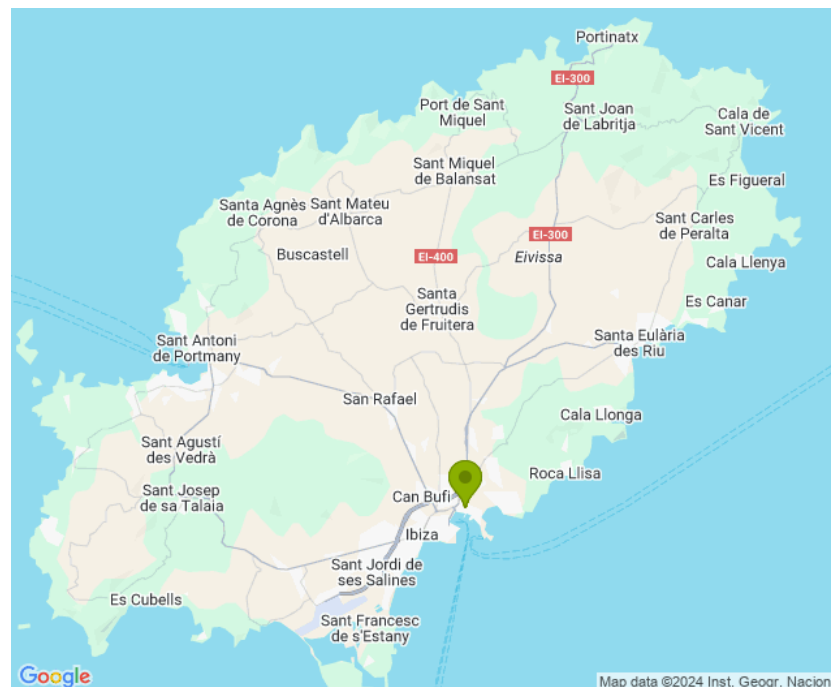 Portinatx
EI-300
Port de Sant
Miquel
Sant Joan
de Labritja
Cala de
Sant Vicent
Sant Miquel
de Balansat
Es Figueral
Santa Agnès
de Corona
Sant Mateu
d'Albarca
Sant Carles
de Peralta
EI-300
Buscastell
EI-400
Eivissa
Cala Llenya
Santa
Gertrudis
de Fruitera
Es Canar
Sant Antoni
de Portmany
Santa Eulària
des Riu
San Rafael
Cala Llonga
Sant Agustí
des Vedrà
Roca Llisa
Sant Josep
de sa Talaia
Can Bufí
Ibiza
Sant Jordi de
ses Salines
Es Cubells
Sant Francesc
de s'Estany
Google
Map data ©2024 Inst. Geogr. Nacion